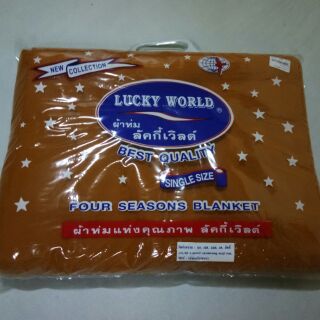 NEW
COLLECTION
LUCKY WORLD
ผ้าห่ม
ลัคกี้เวิลด์
BEST QUALITY
SINGLE SIZE
FOUR SEASONS BLANKET
ผ้าห่มแห่งคุณภาพ ลัคกี้เวิลด์